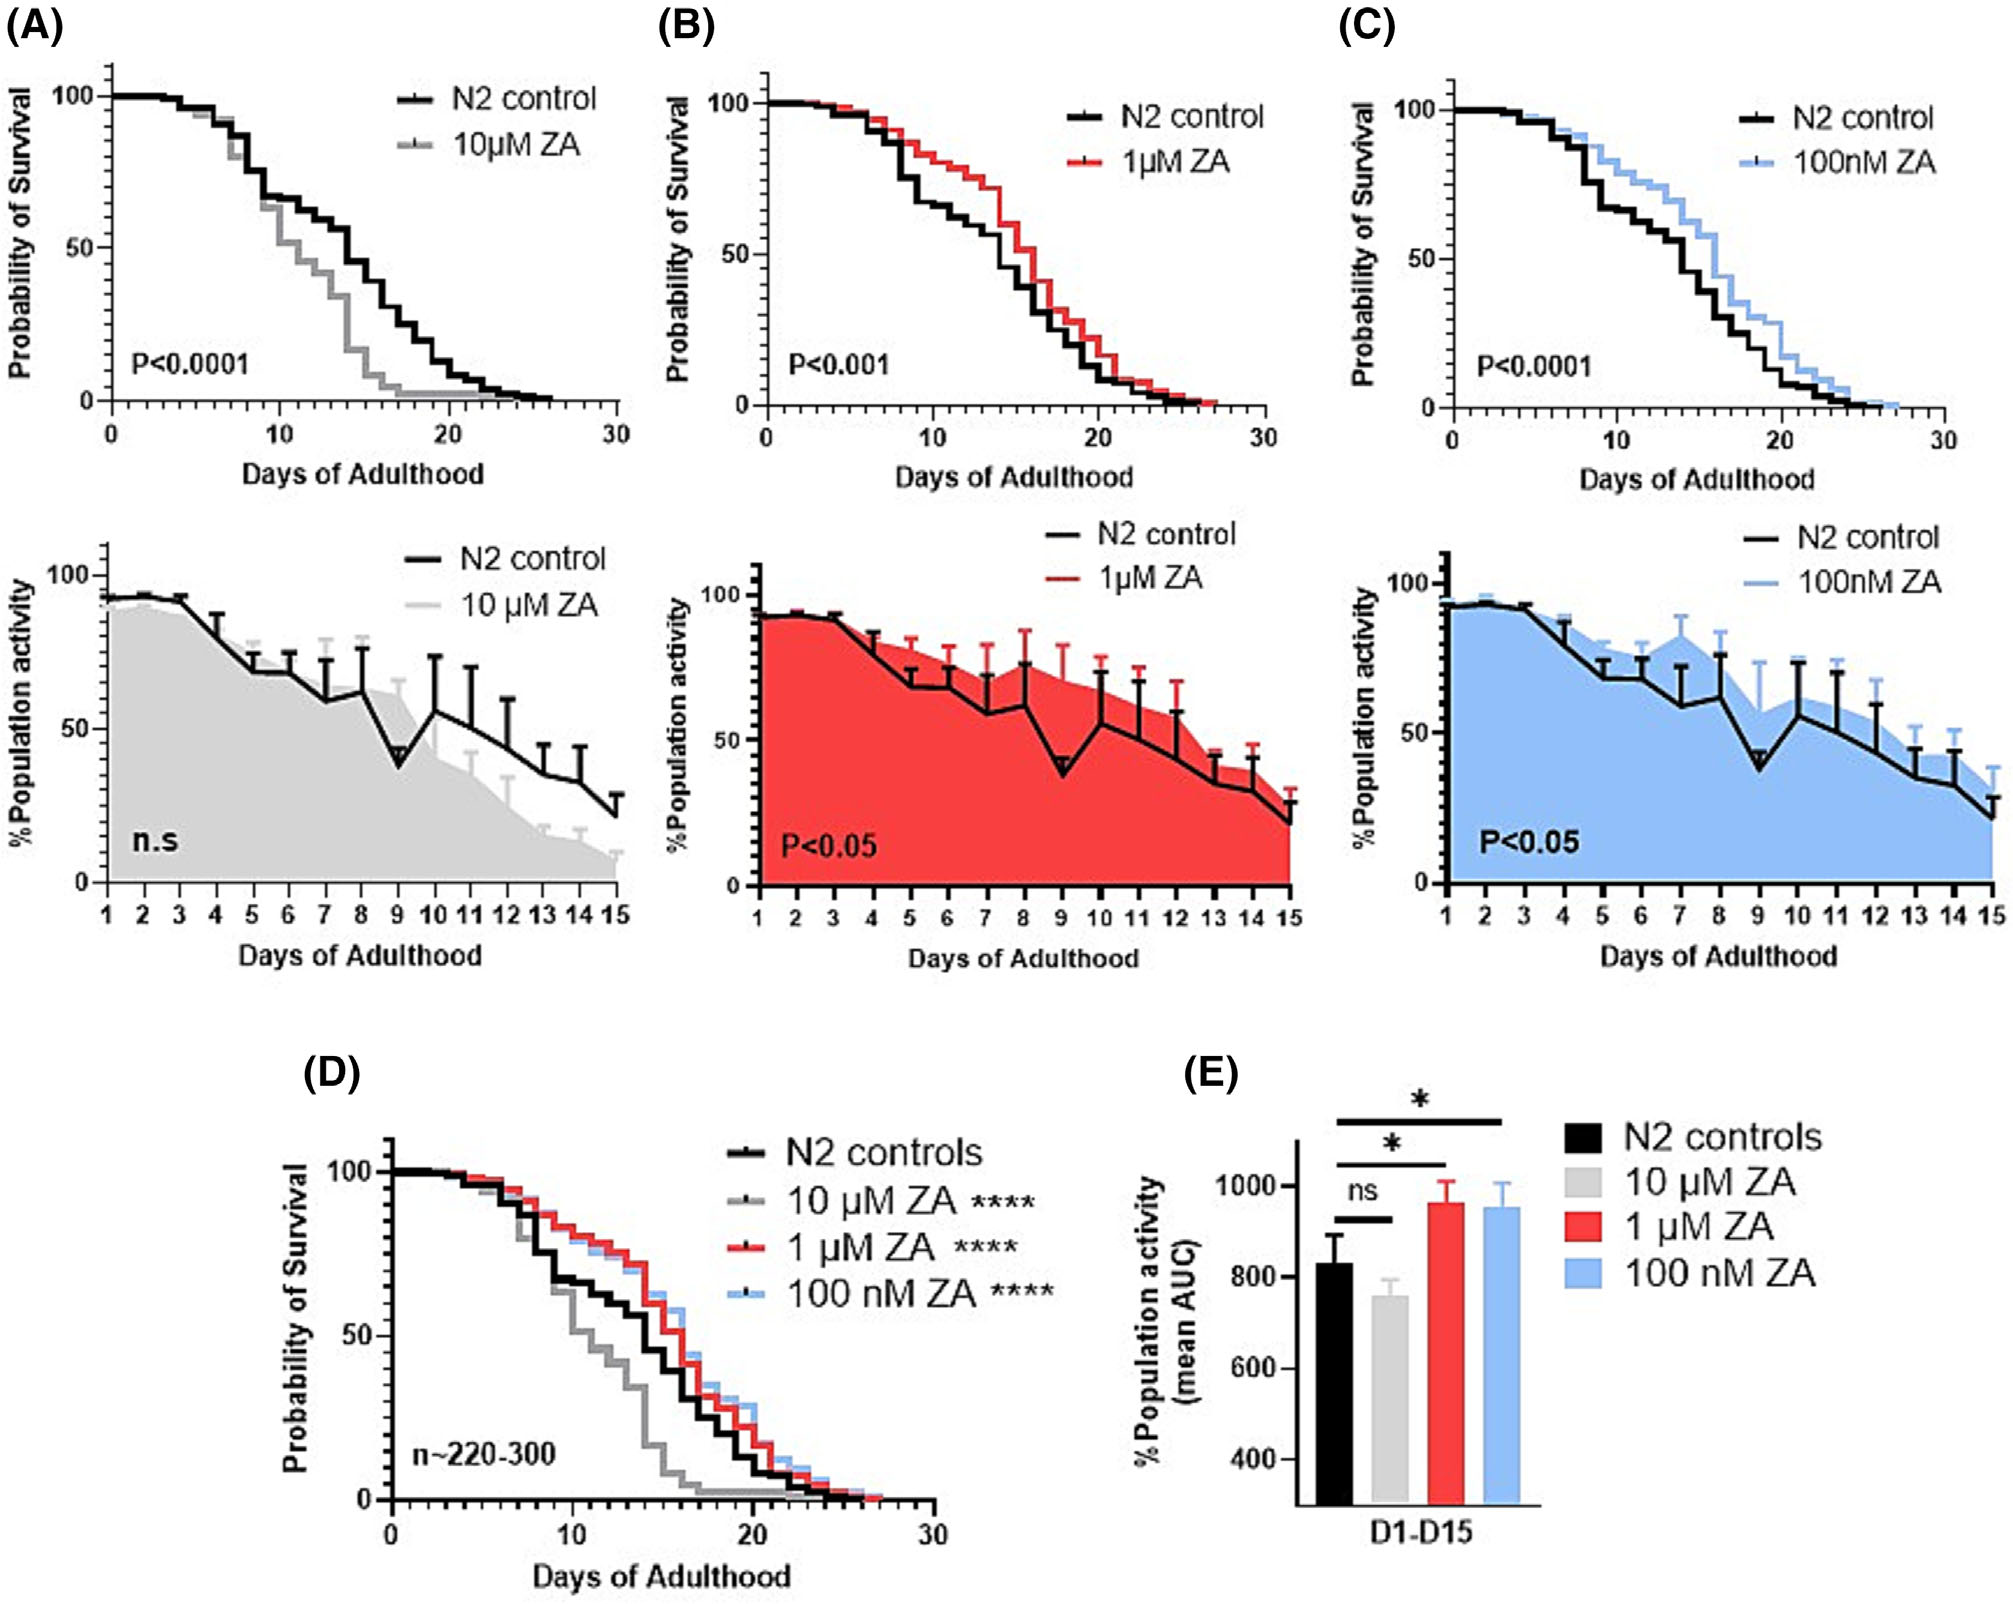 (A)
Probability of Survival
100
50
0
N2 control
10µM ZA
P<0.0001
0 10 20 30
Days of Adulthood
(B)
Probability of Survival
100
50
0
N2 control
1µM ZA
P<0.001
0 10 20 30
Days of Adulthood
(C)
Probability of Survival
100
50
0
N2 control
100nM ZA
P<0.0001
0 10 20 30
Days of Adulthood
%Population activity
100
50
0
N2 control
10 µM ZA
n.s
1 2 3 4 5 6 7 8 9 10 11 12 13 14 15
Days of Adulthood
%Population activity
100
50
0
N2 control
1µM ZA
P<0.05
1 2 3 4 5 6 7 8 9 10 11 12 13 14 15
Days of Adulthood
%Population activity
100
50
0
N2 control
100nM ZA
P<0.05
1 2 3 4 5 6 7 8 9 10 11 12 13 14 15
Days of Adulthood
(D)
Probability of Survival
100
50
0
N2 controls
10 µM ZA ****
1 µM ZA ****
100 nM ZA ****
n~220-300
0 10 20 30
Days of Adulthood
(E)
%Population activity
(mean AUC)
1000
800
600
400
*
*
ns
N2 controls
10 µM ZA
1 µM ZA
100 nM ZA
D1-D15